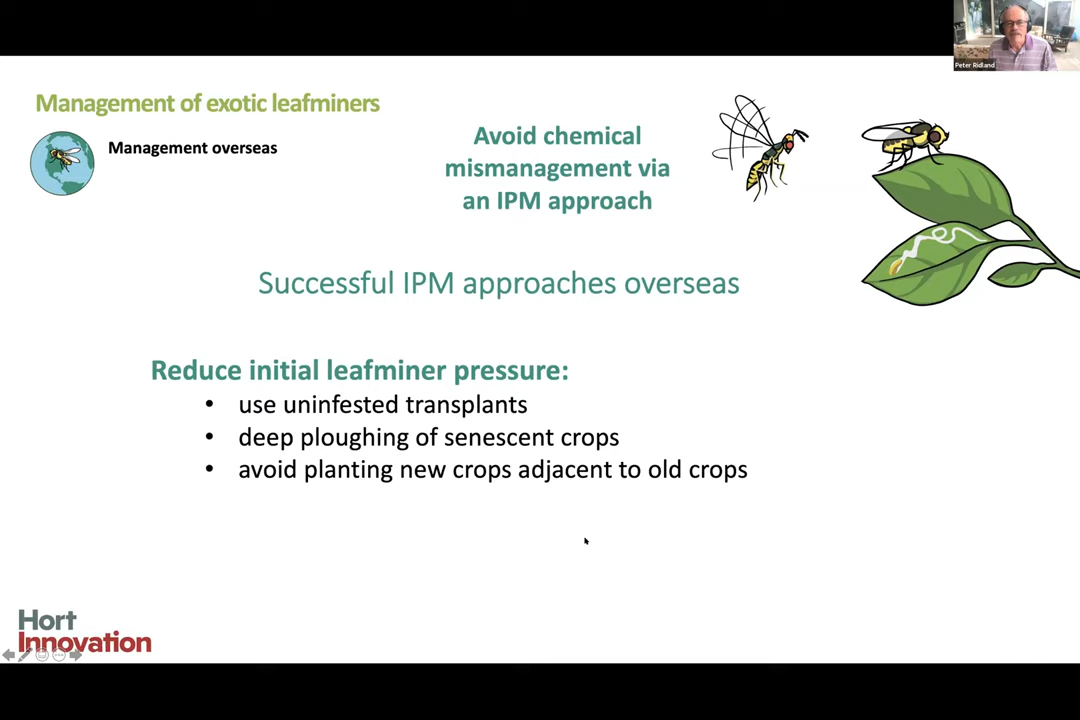 Peter Ridland
Management of exotic leafminers
Management overseas
Avoid chemical
mismanagement via
an IPM approach
Successful IPM approaches overseas
Reduce initial leafminer pressure:
• use uninfested transplants
• deep ploughing of senescent crops
• avoid planting new crops adjacent to old crops
Hort
Innovation